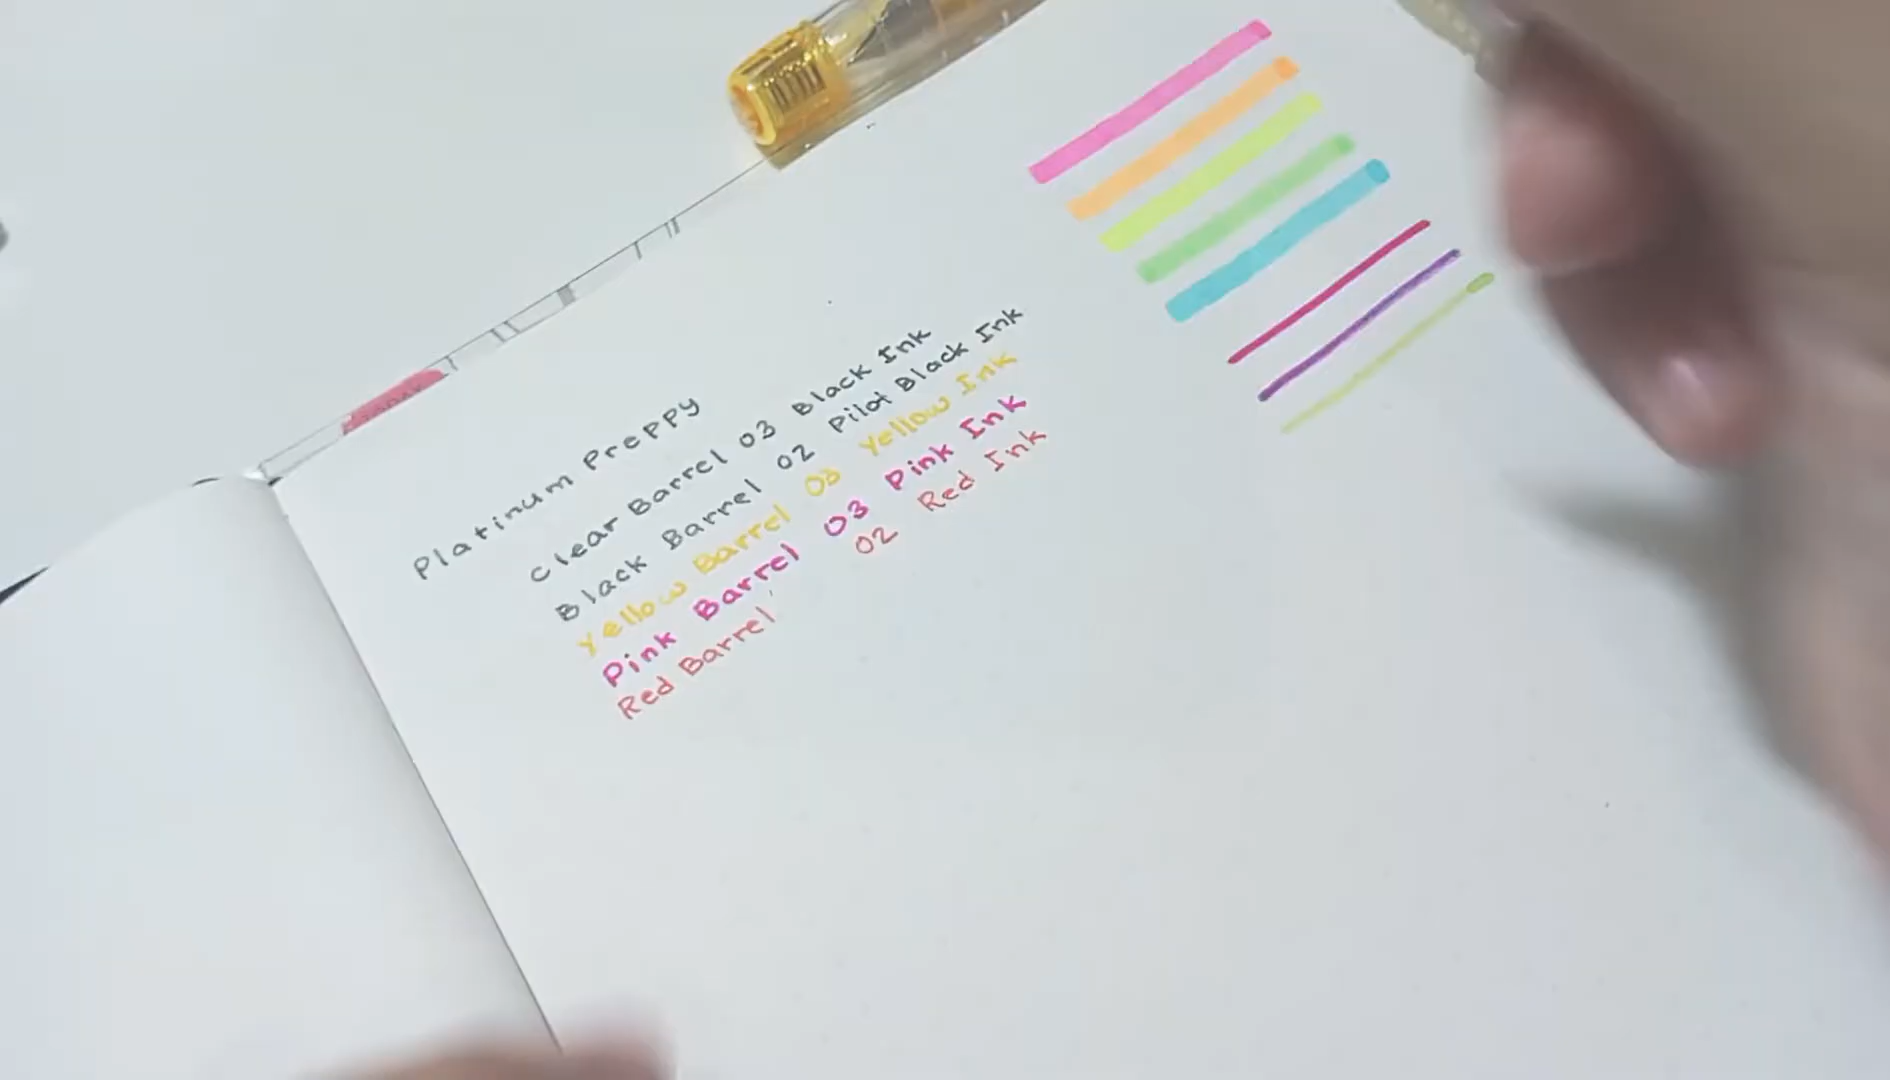 Platinum Preppy
Clear Barrel 03 Black Ink
Black Barrel 02 Pilot Black Ink
Yellow Barrel 03 Yellow Ink
Pink Barrel 03 Pink Ink
Red Barrel 02 Red Ink